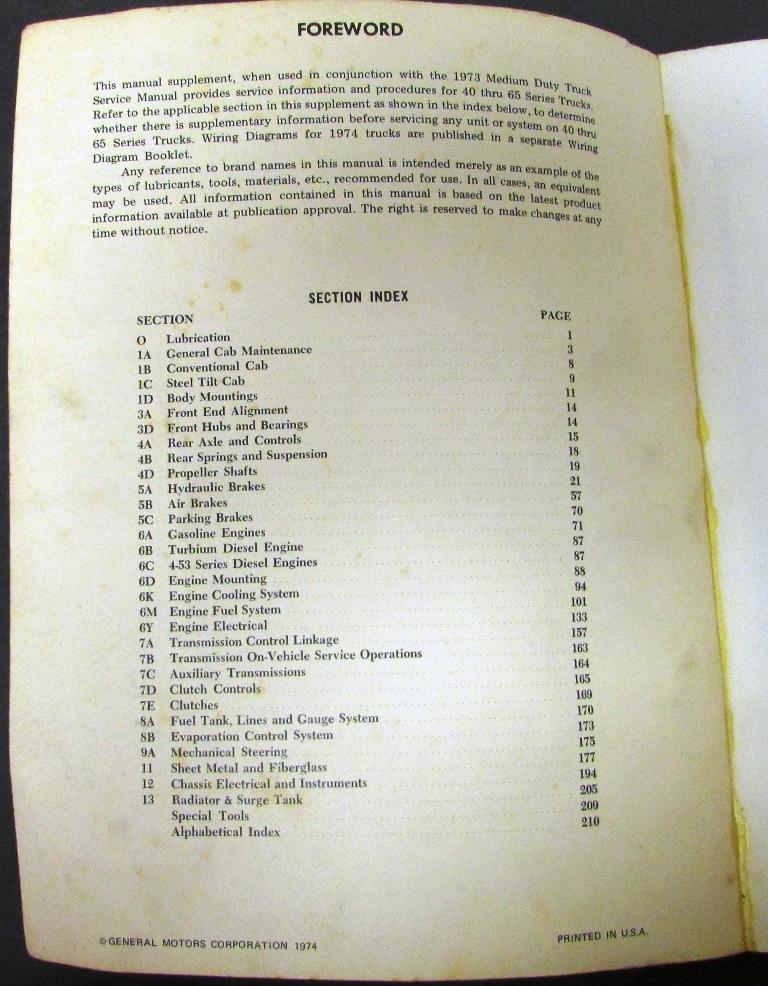 FOREWORD
This manual supplement, when used in conjunction with the 1973 Medium Duty Truck
Service Manual provides service information and procedures for 40 thru 65 Series Trucks.
Refer to the applicable section in this supplement as shown in the index below, to determine
whether there is supplementary information before servicing any unit or system on 40 thru
65 Series Trucks. Wiring Diagrams for 1974 trucks are published in a separate Wiring
Diagram Booklet.
Any reference to brand names in this manual is intended merely as an example of the
types of lubricants, tools, materials, etc., recommended for use. In all cases, an equivalent
may be used. All information contained in this manual is based on the latest product
information available at publication approval. The right is reserved to make changes at any
time without notice.
SECTION INDEX
SECTION PAGE
O Lubrication 1
1A General Cab Maintenance 3
1B Conventional Cab 8
1C Steel Tilt Cab 9
1D Body Mountings 11
3A Front End Alignment 14
3D Front Hubs and Bearings 14
4A Rear Axle and Controls 15
4B Rear Springs and Suspension 18
4D Propeller Shafts 19
5A Hydraulic Brakes 21
5B Air Brakes 57
5C Parking Brakes 70
6A Gasoline Engines 71
6B Turbium Diesel Engine 87
6C 4-53 Series Diesel Engines 87
6D Engine Mounting 88
6K Engine Cooling System 94
6M Engine Fuel System 101
6Y Engine Electrical 133
7A Transmission Control Linkage 157
7B Transmission On-Vehicle Service Operations 163
7C Auxiliary Transmissions 164
7D Clutch Controls 165
7E Clutches 169
8A Fuel Tank, Lines and Gauge System 170
8B Evaporation Control System 173
9A Mechanical Steering 175
11 Sheet Metal and Fiberglass 177
12 Chassis Electrical and Instruments 194
13 Radiator & Surge Tank 205
Special Tools 209
Alphabetical Index 210
©GENERAL MOTORS CORPORATION 1974 PRINTED IN U.S.A.